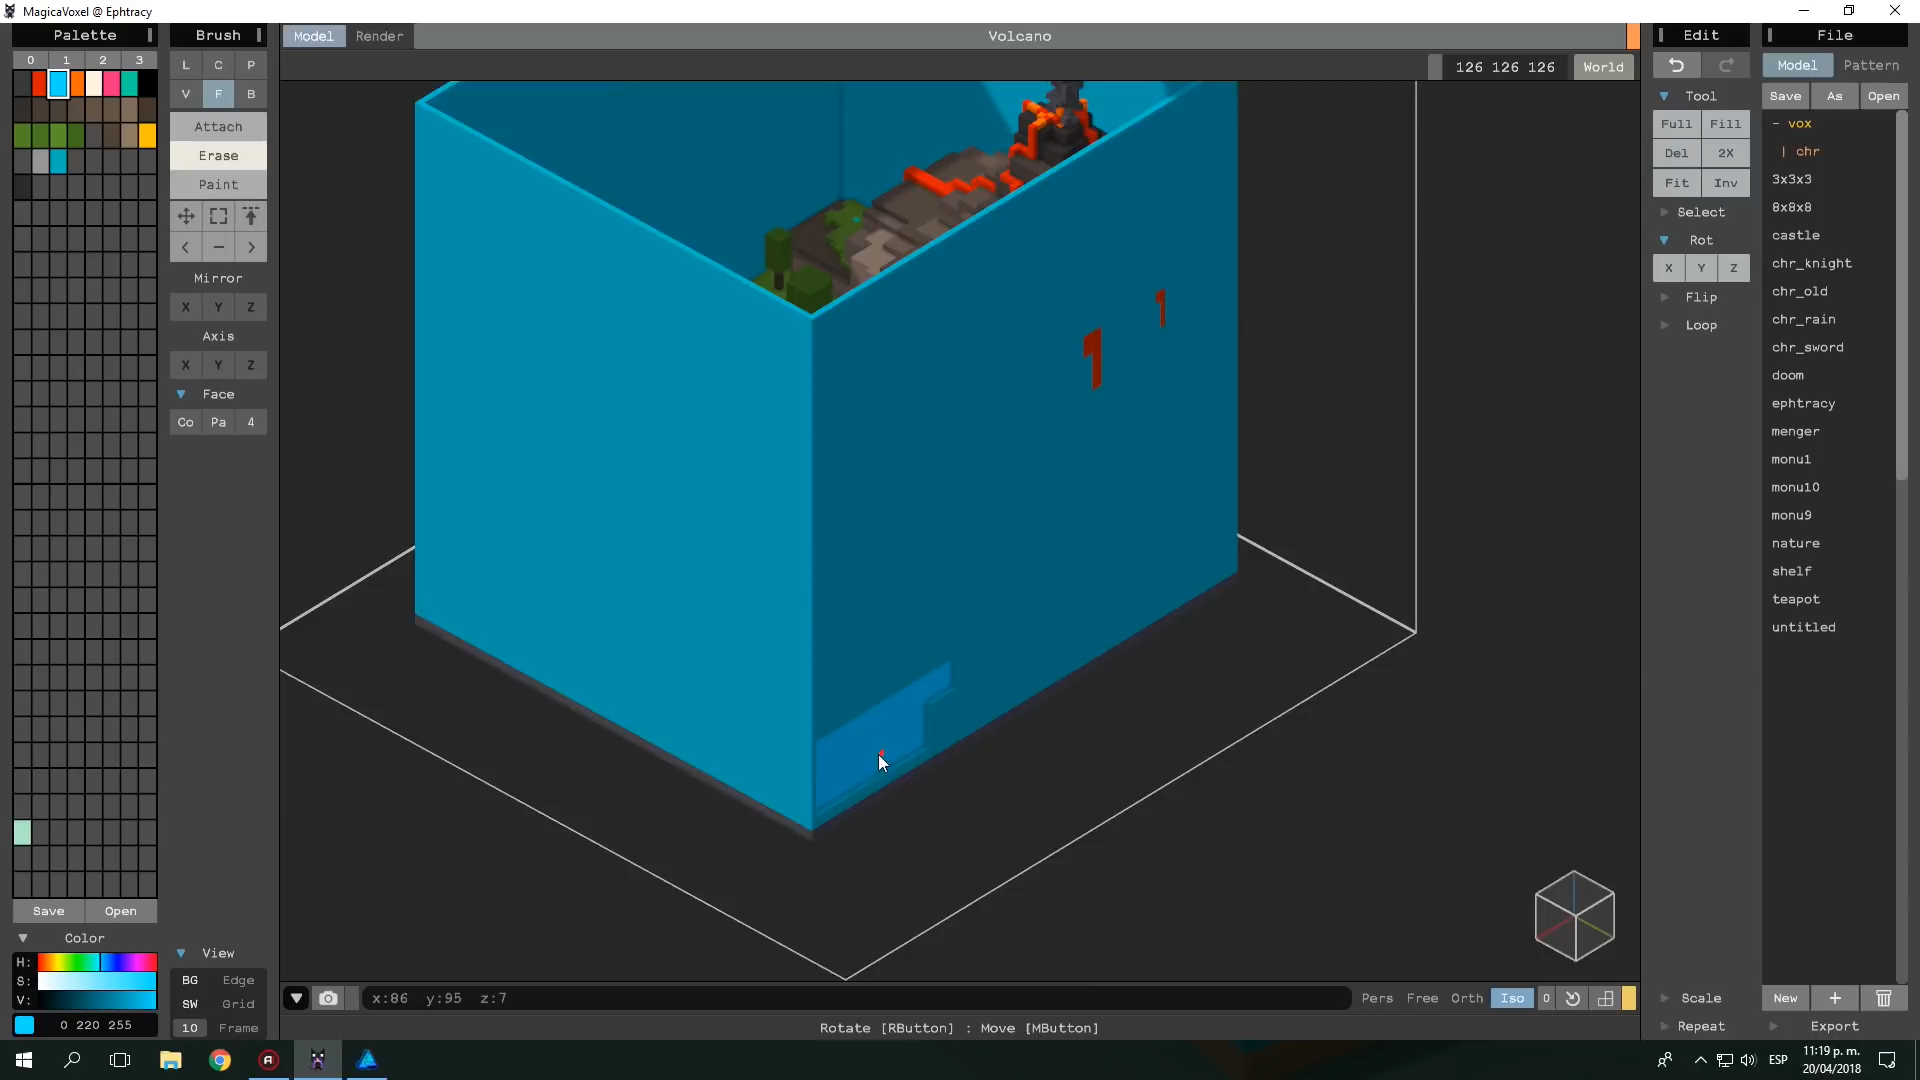 MagicaVoxel @ Ephtracy
Palette
Brush
Model
Render
Volcano
Edit
File
0 1 2 3
L C P
126 126 126
World
Model
Pattern
V F B
Tool
Save
As
Open
Attach
Full
Fill
- vox
Erase
Del
2X
| chr
Paint
Fit
Inv
3x3x3
Select
8x8x8
< - >
Rot
castle
Mirror
X Y Z
chr_knight
X Y Z
Flip
chr_old
Axis
Loop
chr_rain
X Y Z
chr_sword
Face
doom
Co Pa 4
ephtracy
menger
monu1
monu10
monu9
nature
shelf
teapot
untitled
1
1
Save
Open
Color
View
H:
BG
Edge
S:
SW
Grid
V:
10
Frame
0 220 255
x:86 y:95 z:7
Pers
Free
Orth
Iso
0
Scale
New
+
Rotate [RButton] : Move [MButton]
Repeat
Export
ESP
11:19 p. m.
20/04/2018